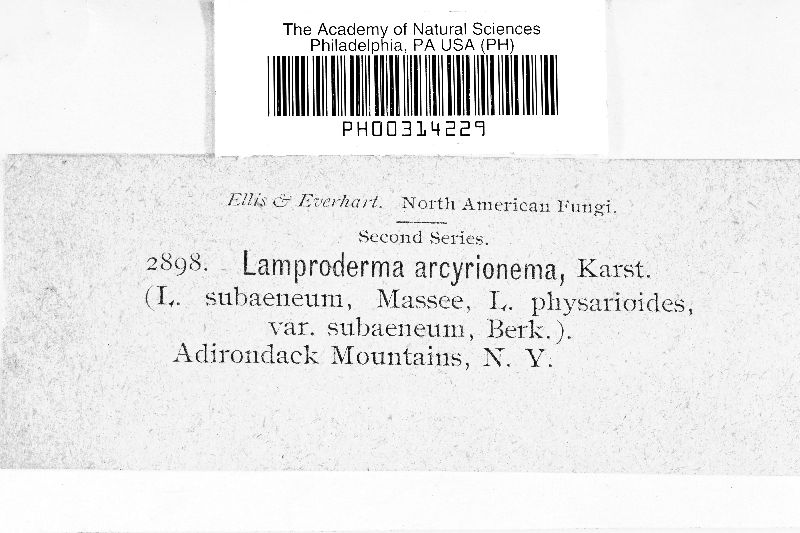 The Academy of Natural Sciences
Philadelphia, PA USA (PH)
PH00314229
Ellis & Everhart. North American Fungi.
Second Series.
2898. Lamproderma arcyrionema, Karst.
(L. subaeneum, Massee, L. physarioides,
var. subaeneum, Berk.).
Adirondack Mountains, N. Y.